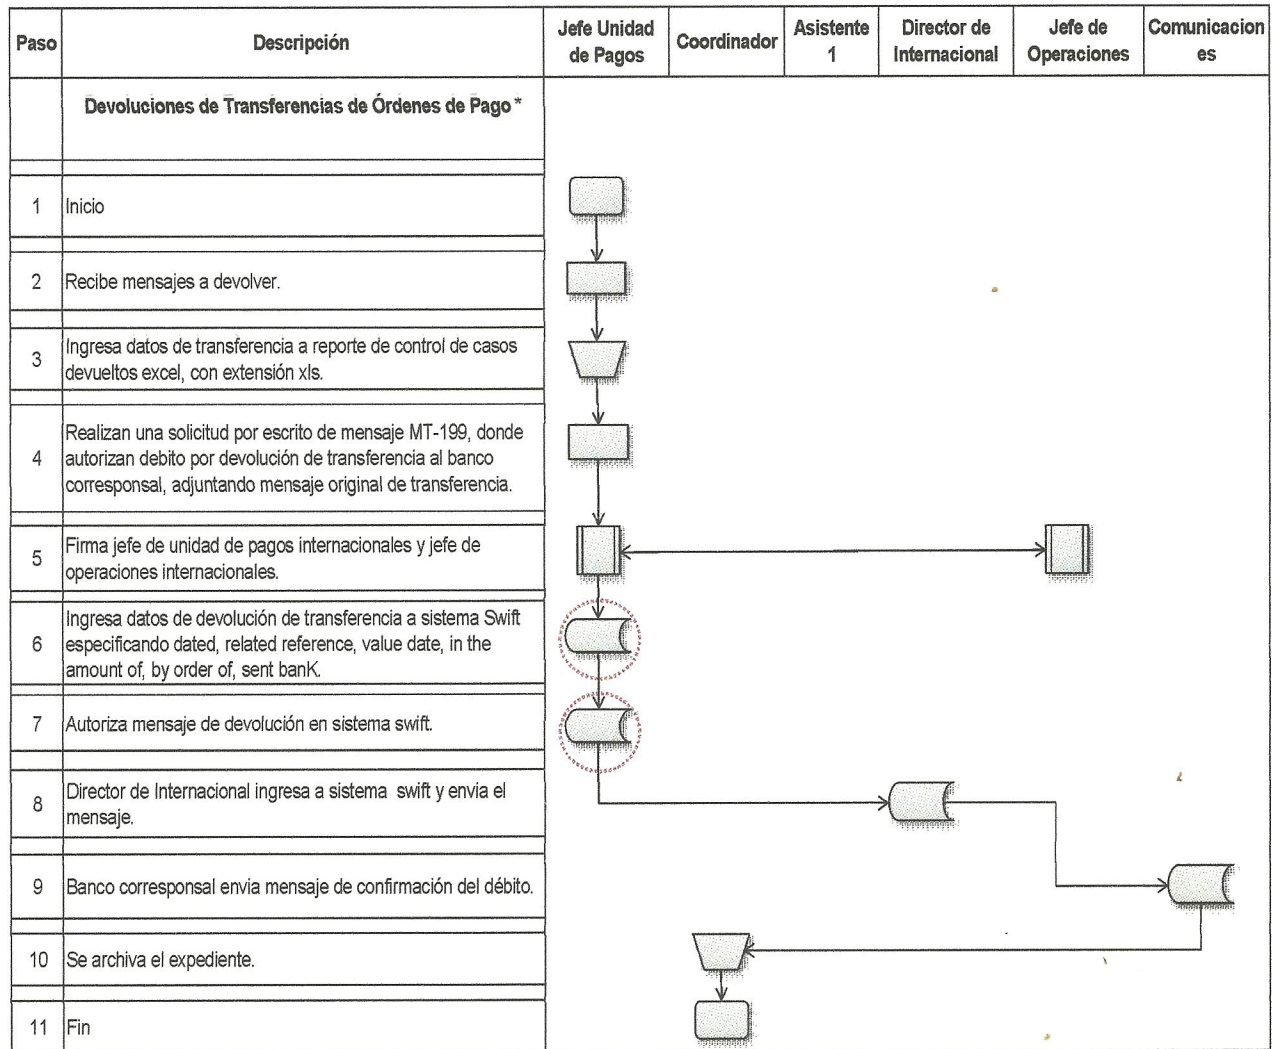 Paso
Descripción
Jefe Unidad
de Pagos
Coordinador
Asistente
1
Director de
Internacional
Jefe de
Operaciones
Comunicacion
es
Devoluciones de Transferencias de Órdenes de Pago *
1
Inicio
2
Recibe mensajes a devolver.
3
Ingresa datos de transferencia a reporte de control de casos
devueltos excel, con extensión xls.
4
Realizan una solicitud por escrito de mensaje MT-199, donde
autorizan debito por devolución de transferencia al banco
corresponsal, adjuntando mensaje original de transferencia.
5
Firma jefe de unidad de pagos internacionales y jefe de
operaciones internacionales.
6
Ingresa datos de devolución de transferencia a sistema Swift
especificando dated, related reference, value date, in the
amount of, by order of, sent banK.
7
Autoriza mensaje de devolución en sistema swift.
8
Director de Internacional ingresa a sistema swift y envia el
mensaje.
9
Banco corresponsal envia mensaje de confirmación del débito.
10
Se archiva el expediente.
11
Fin